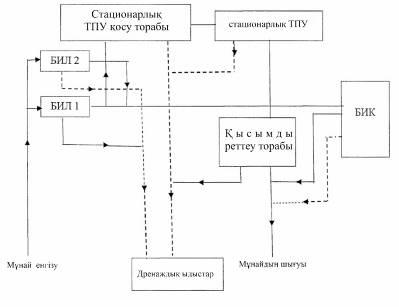 Стационарлық
ТПУ қосу торабы
стационарлық ТПУ
БИЛ 2
БИЛ 1
БИК
Қысымды
реттеу торабы
Мұнай енгізу
Дренаждық ыдыстар
Мұнайдың шығуы